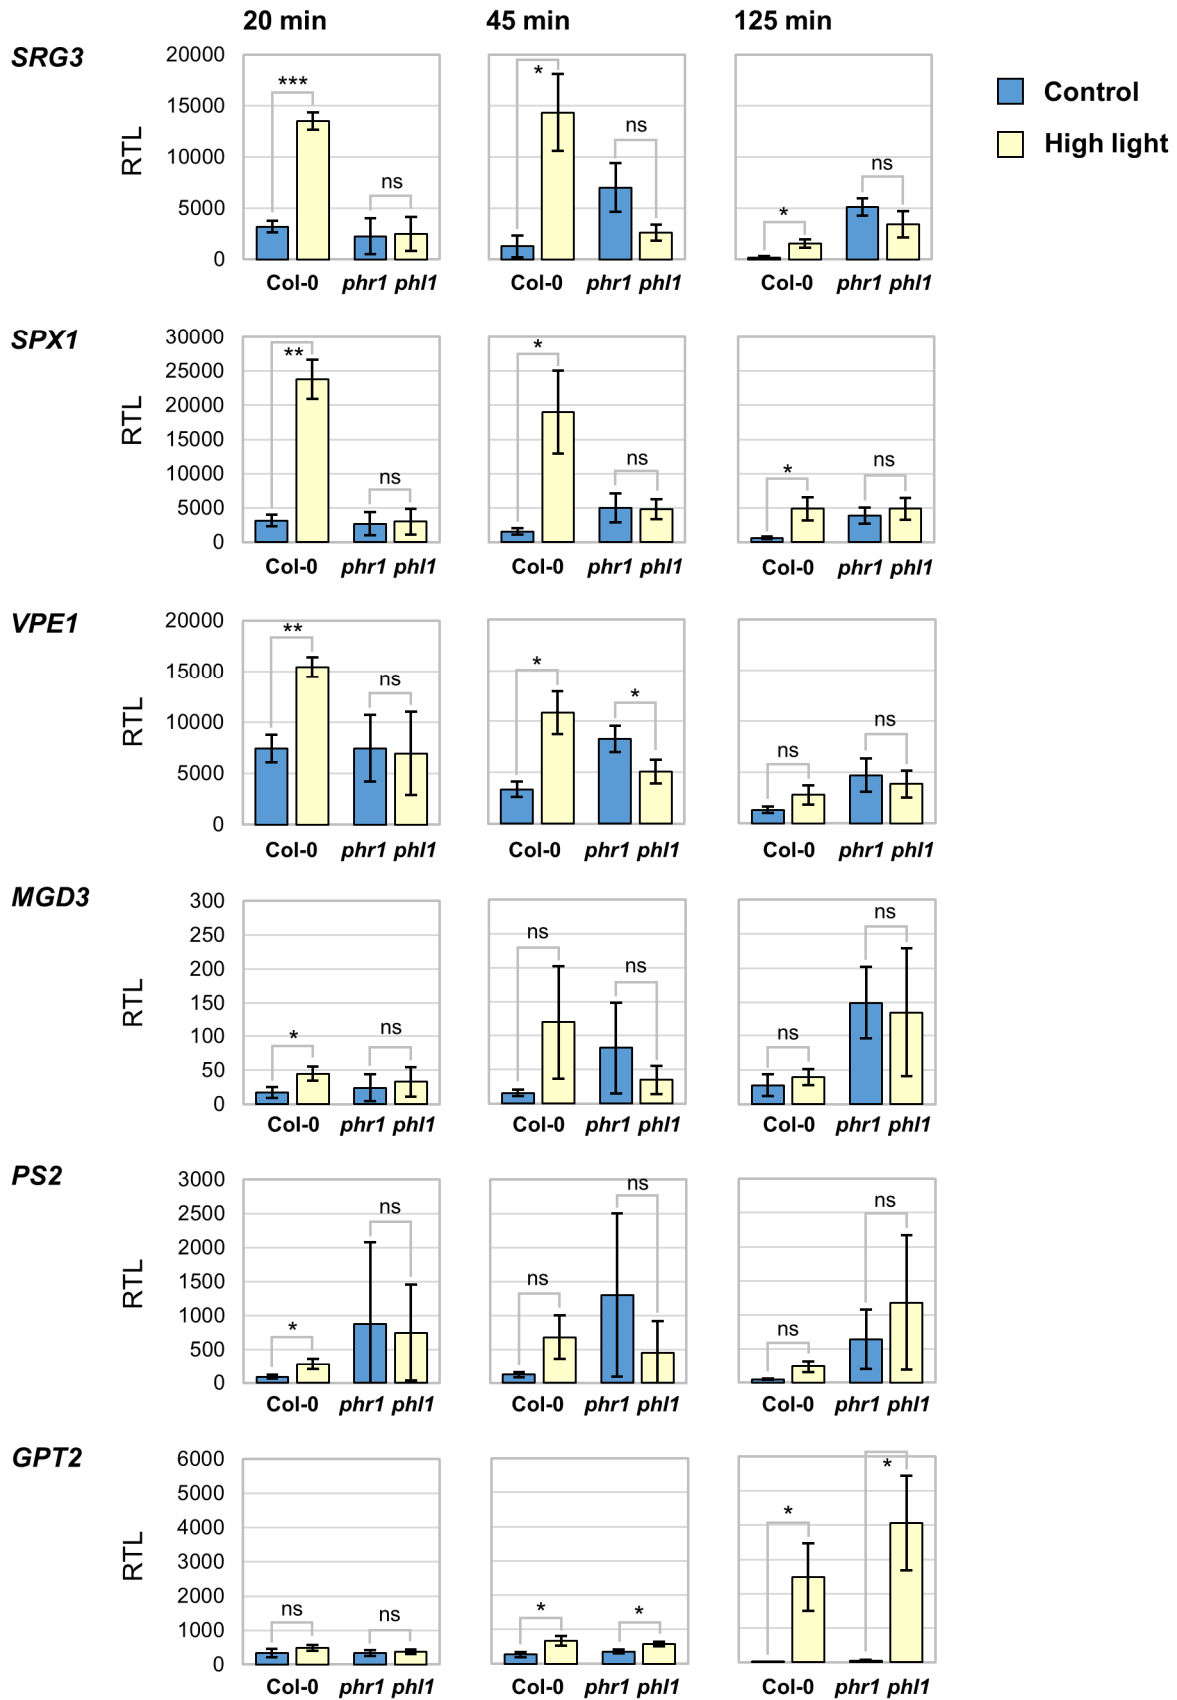 20 min 45 min 125 min
SRG3
Control
High light
RTL
20000
15000
10000
5000
0
*** ns * ns * ns
Col-0 phr1 phl1 Col-0 phr1 phl1 Col-0 phr1 phl1
SPX1
RTL
30000
25000
20000
15000
10000
5000
0
** ns * ns * ns
Col-0 phr1 phl1 Col-0 phr1 phl1 Col-0 phr1 phl1
VPE1
RTL
20000
15000
10000
5000
0
** ns * * ns ns
Col-0 phr1 phl1 Col-0 phr1 phl1 Col-0 phr1 phl1
MGD3
RTL
300
250
200
150
100
50
0
* ns ns ns ns ns
Col-0 phr1 phl1 Col-0 phr1 phl1 Col-0 phr1 phl1
PS2
RTL
3000
2500
2000
1500
1000
500
0
* ns ns ns ns ns
Col-0 phr1 phl1 Col-0 phr1 phl1 Col-0 phr1 phl1
GPT2
RTL
6000
5000
4000
3000
2000
1000
0
ns ns * * * *
Col-0 phr1 phl1 Col-0 phr1 phl1 Col-0 phr1 phl1